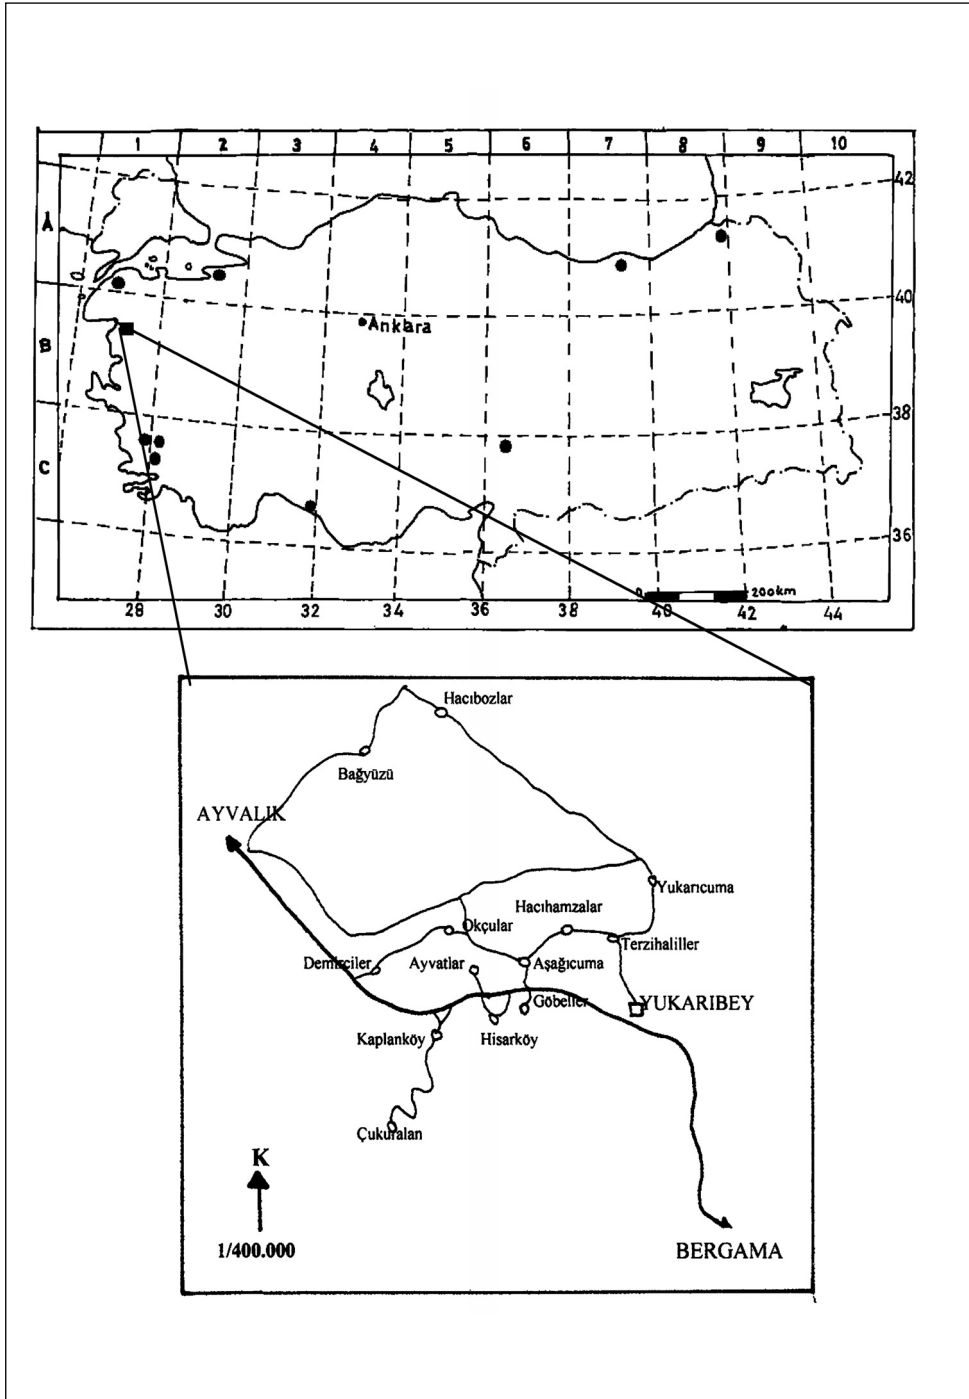 1 2 3 4 5 6 7 8 9 10
42
A
40
Ankara
B
38
C
36
0 200km
28 30 32 34 36 38 40 42 44
Hacıbozlar
Bağyüzü
AYVALIK
Yukarıcuma
Hacıhamzalar
Okçular
Terzihaliller
Demirciler
Ayvatlar
Aşağıcuma
Göbeller
YUKARIBEY
Kaplanköy
Hisarköy
Çukuralan
K
1/400.000
BERGAMA